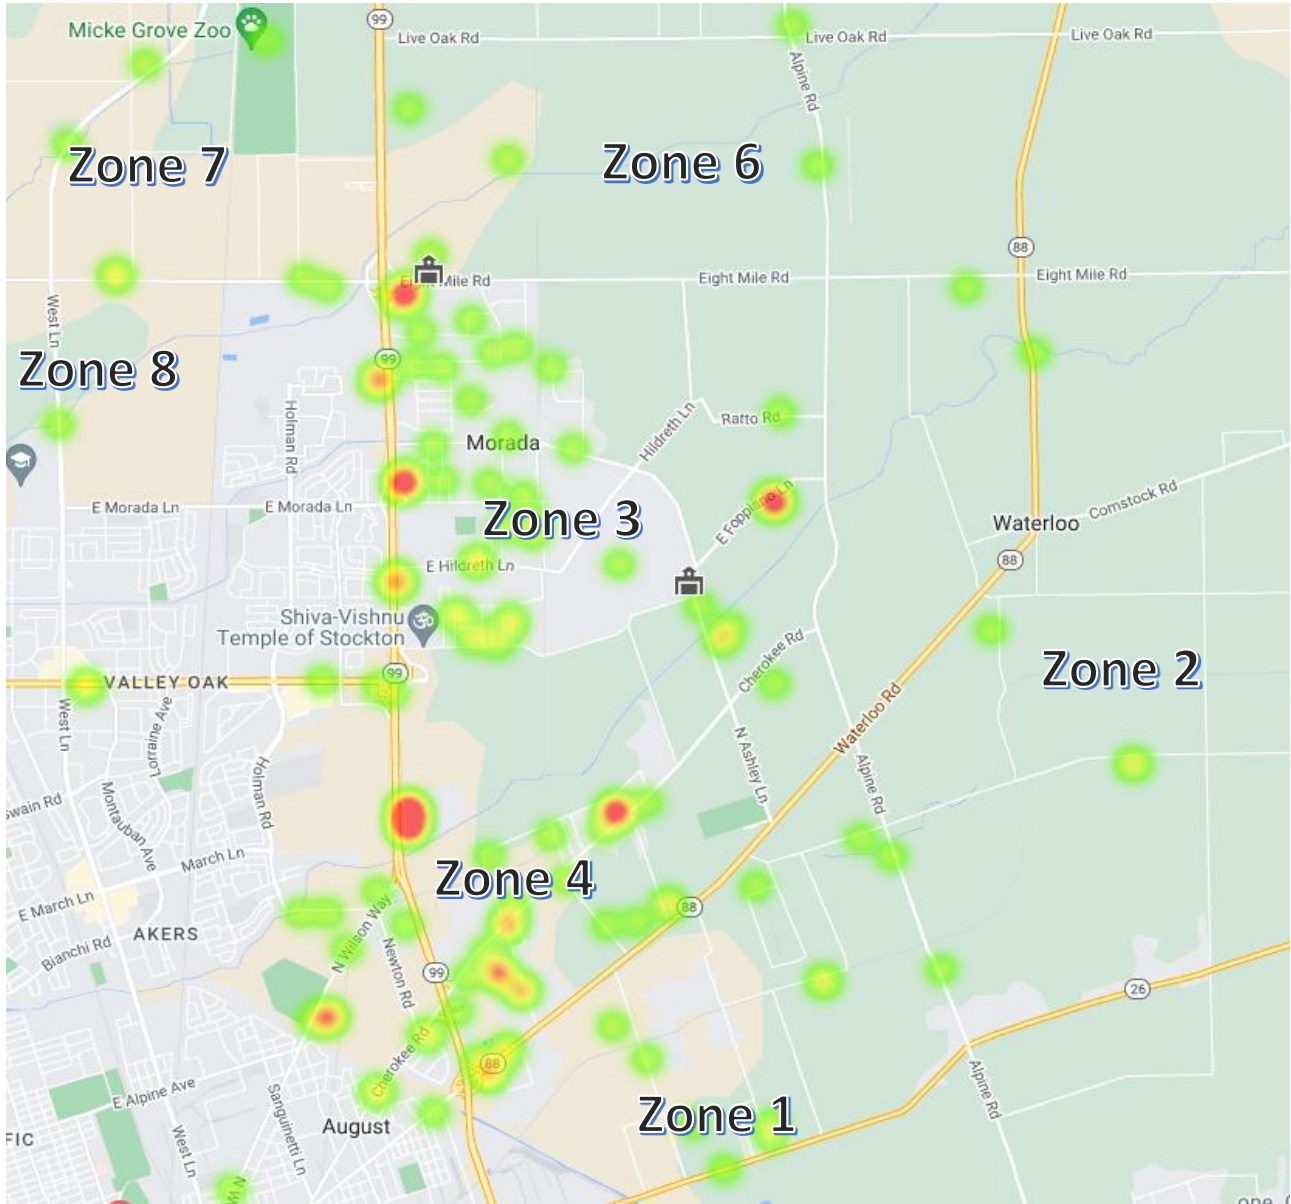 Micke Grove Zoo
99
Live Oak Rd
Live Oak Rd
Live Oak Rd
Alpine Rd
Zone 7
Zone 6
88
Eight Mile Rd
Eight Mile Rd
Eight Mile Rd
West Ln
Zone 8
99
Holman Rd
Morada
Hildreth Ln
Ratto Rd
E Morada Ln
E Morada Ln
Zone 3
E Foppiano Ln
Comstock Rd
Waterloo
88
E Hildreth Ln
Shiva-Vishnu
Temple of Stockton
99
VALLEY OAK
Cherokee Rd
Zone 2
West Ln
Lorraine Ave
Waterloo Rd
N Ashley Ln
Holman Rd
Alpine Rd
swain Rd
Montauban Ave
March Ln
Zone 4
E March Ln
88
AKERS
N Wilson Way
Bianchi Rd
Newton Rd
99
26
88
Cherokee Rd
E Alpine Ave
Sanguinetti Ln
Alpine Rd
Zone 1
August
FIC
West Ln
N W